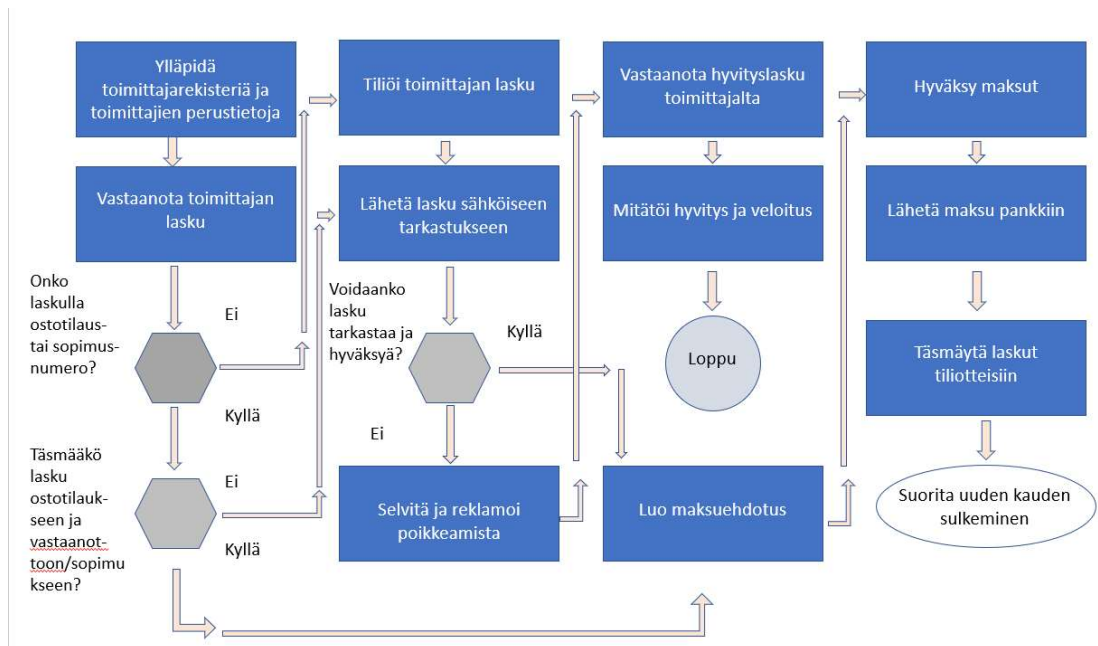 Ylläpidä
toimittajarekisteriä ja
toimittajien perustietoja
Vastaanota toimittajan
lasku
Onko
laskulla
ostotilaus-
tai sopimus-
numero?
Ei
Kyllä
Täsmääkö
lasku
ostotilauk-
seen ja
vastaanot-
toon/sopimu
kseen?
Ei
Kyllä
Tiliöi toimittajan lasku
Lähetä lasku sähköiseen
tarkastukseen
Voidaanko
lasku
tarkastaa ja
hyväksyä?
Kyllä
Ei
Selvitä ja reklamoi
poikkeamista
Vastaanota hyvityslasku
toimittajalta
Mitätöi hyvitys ja veloitus
Loppu
Luo maksuehdotus
Hyväksy maksut
Lähetä maksu pankkiin
Täsmäytä laskut
tiliotteisiin
Suorita uuden kauden
sulkeminen